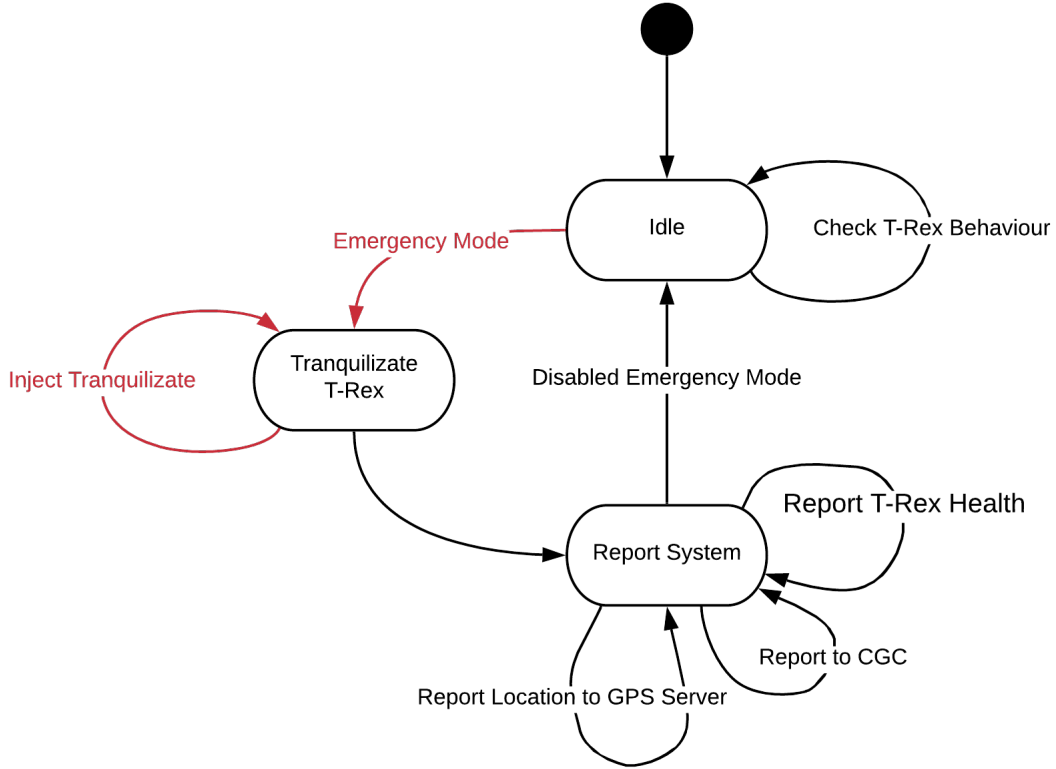 Idle
Check T-Rex Behaviour
Emergency Mode
Tranquilizate
T-Rex
Inject Tranquilizate
Disabled Emergency Mode
Report T-Rex Health
Report System
Report to CGC
Report Location to GPS Server